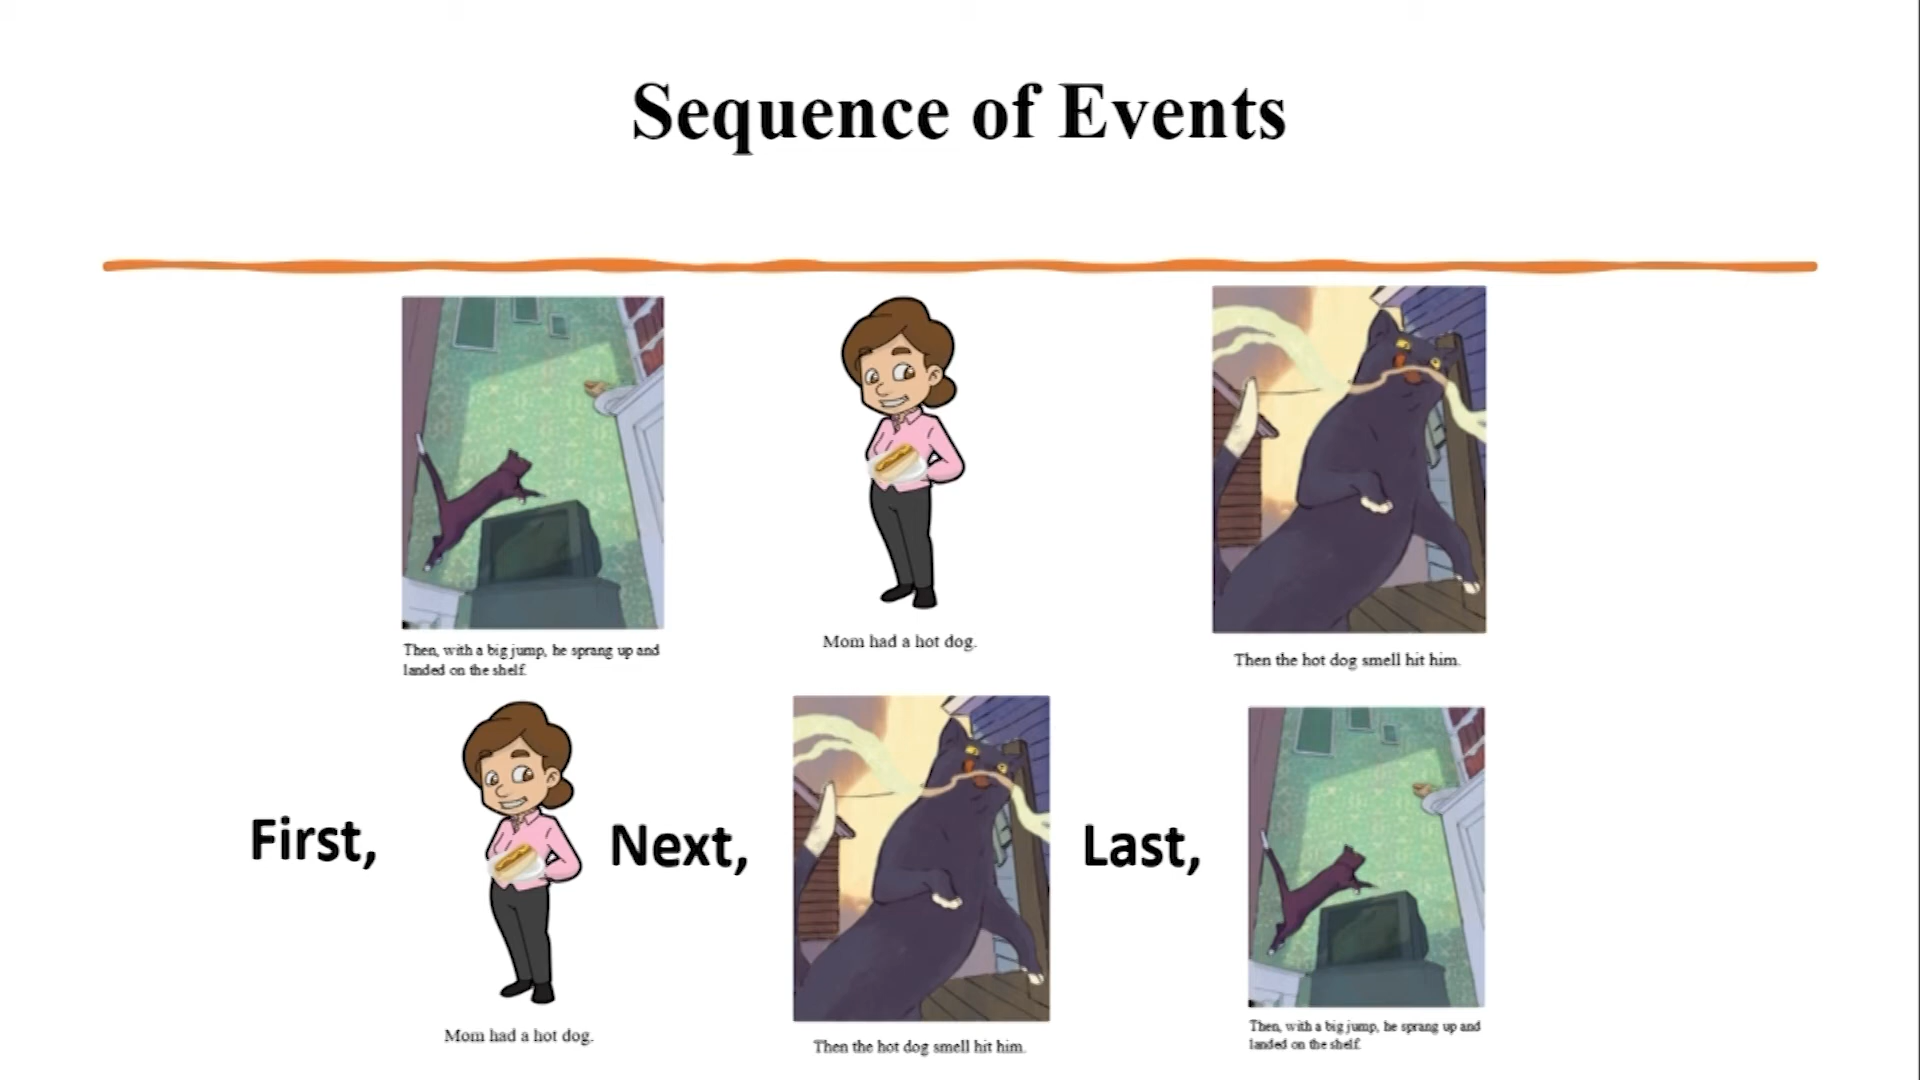 Sequence of Events
Then, with a big jump, he sprang up and
landed on the shelf.
Mom had a hot dog.
Then the hot dog smell hit him.
First,
Next,
Last,
Mom had a hot dog.
Then the hot dog smell hit him.
Then, with a big jump, he sprang up and
landed on the shelf.